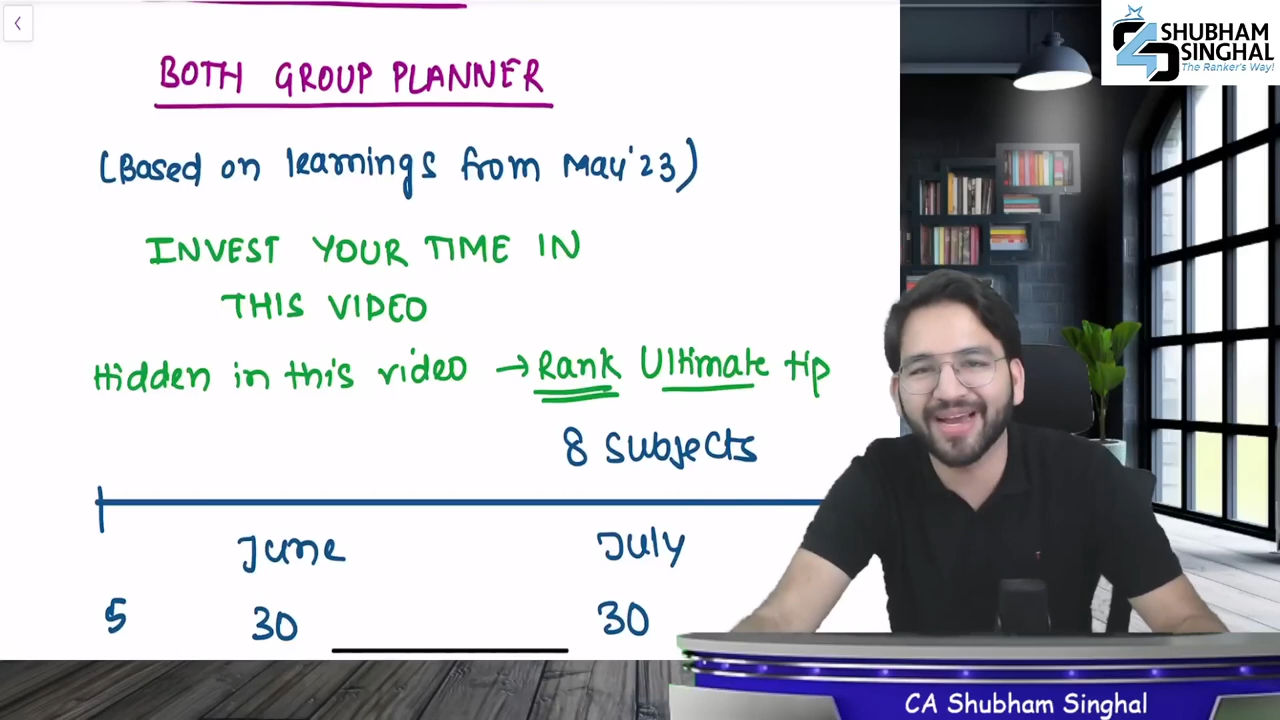 SHUBHAM
SINGHAL
The Ranker's Way!
BOTH GROUP PLANNER
(Based on learnings from May'23)
INVEST YOUR TIME IN
THIS VIDEO
Hidden in this video → Rank Ultimate tip
8 subjects
June July
5 30 30
CA Shubham Singhal